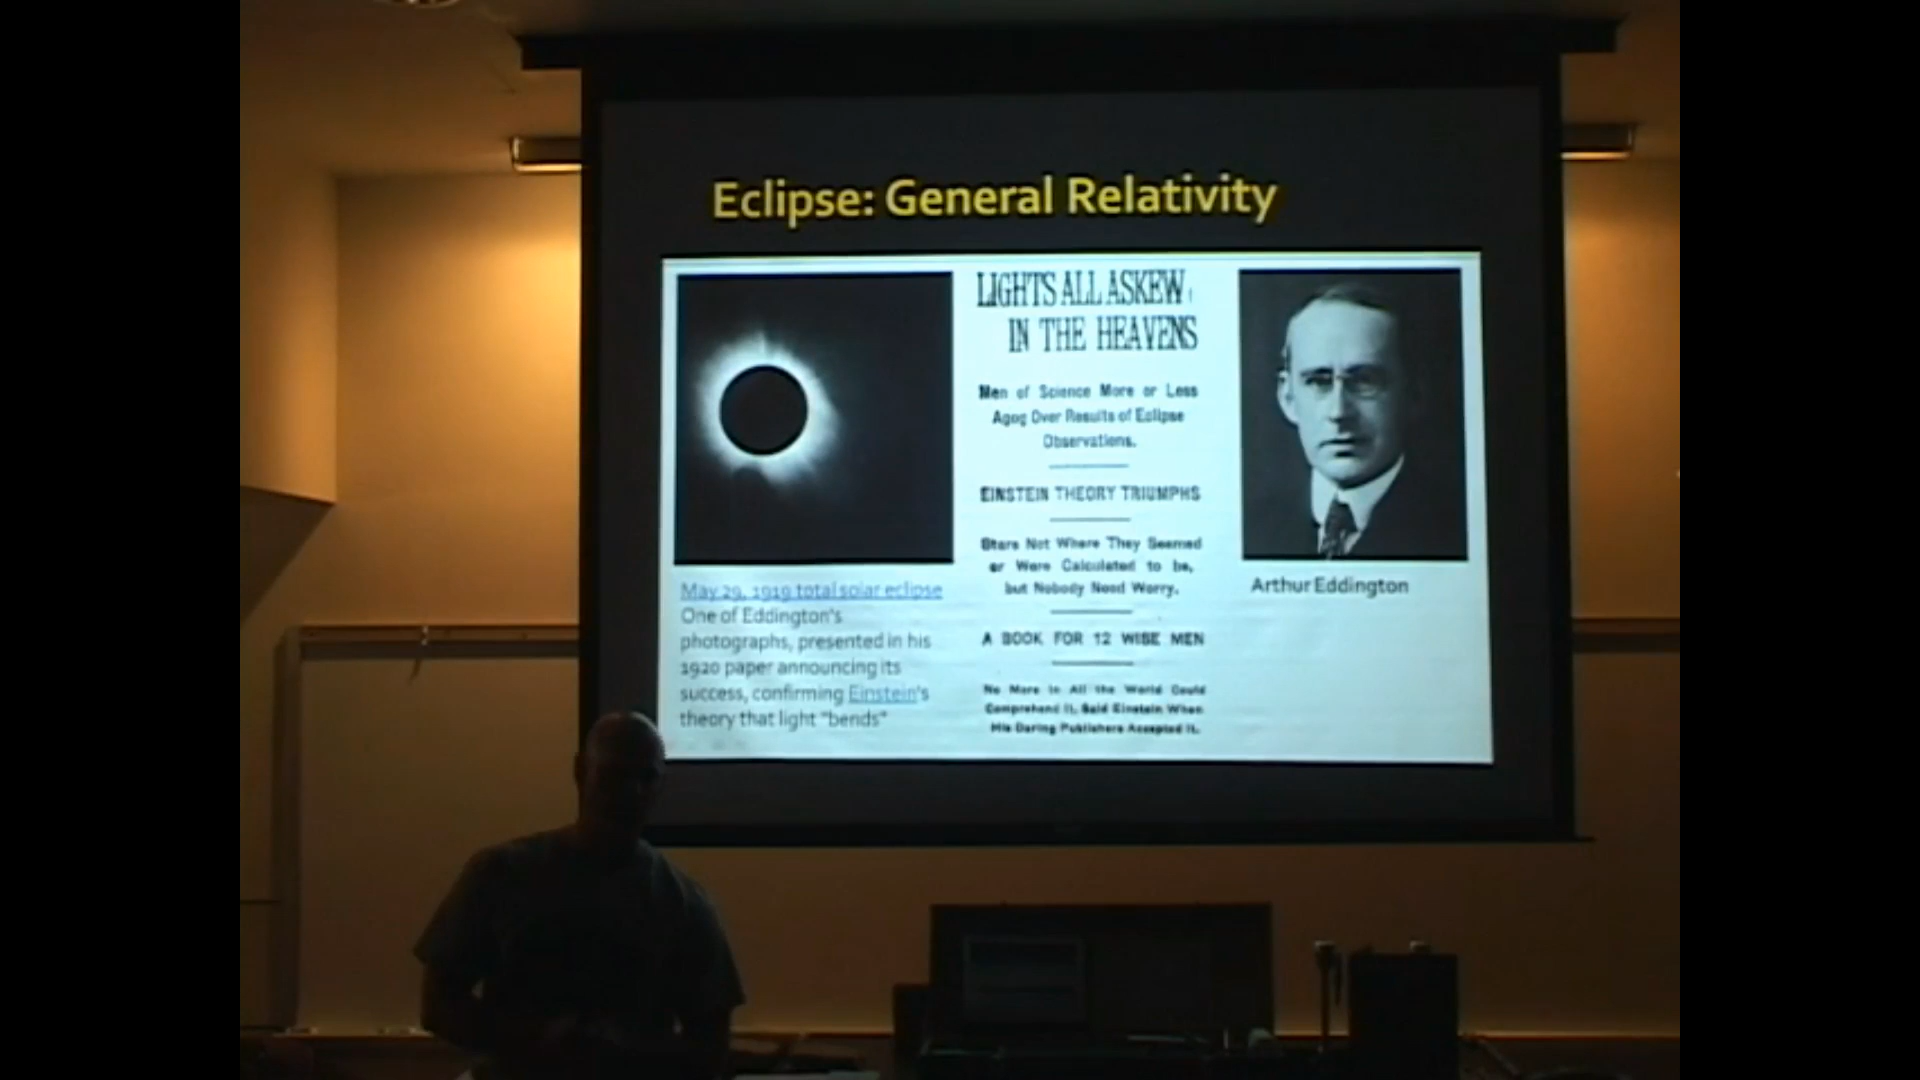 Eclipse: General Relativity
May 29, 1919 total solar eclipse
One of Eddington's
photographs, presented in his
1920 paper announcing its
success, confirming Einstein's
theory that light "bends"
LIGHTS ALL ASKEW
IN THE HEAVENS
Men of Science More or Less
Agog Over Results of Eclipse
Observations.
EINSTEIN THEORY TRIUMPHS
Stars Not Where They Seemed
or Were Calculated to be,
but Nobody Need Worry.
A BOOK FOR 12 WISE MEN
No More in All the World Could
Comprehend It, Said Einstein When
His Daring Publishers Accepted It.
Arthur Eddington